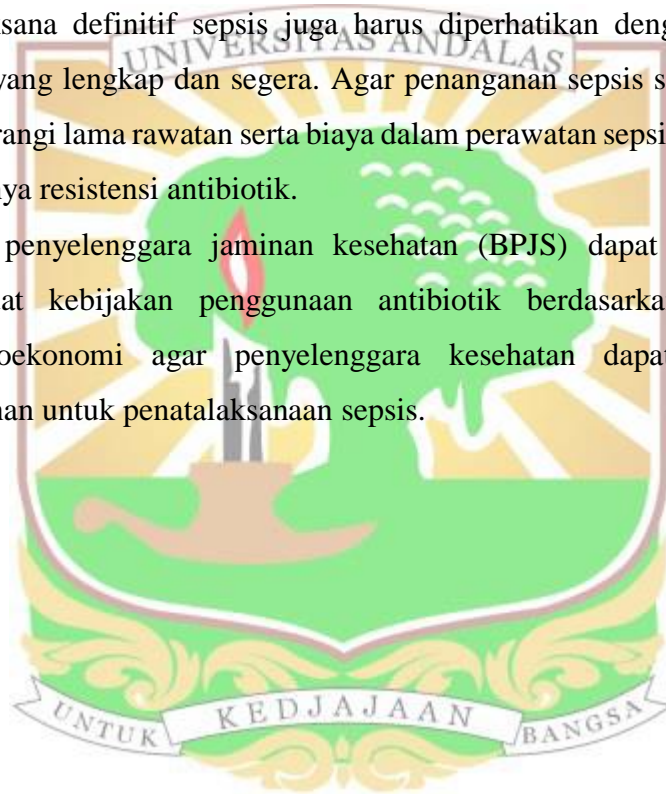 sana definitif sepsis juga harus diperhatikan deng
UNIVERSITAS ANDALAS
yang lengkap dan segera. Agar penanganan sepsis s
rangi lama rawatan serta biaya dalam perawatan sepsi
nya resistensi antibiotik.
penyelenggara jaminan kesehatan (BPJS) dapat
at kebijakan penggunaan antibiotik berdasarka
oekonomi agar penyelenggara kesehatan dapat
nan untuk penatalaksanaan sepsis.
UNTUK KEDJAJAAN BANGSA